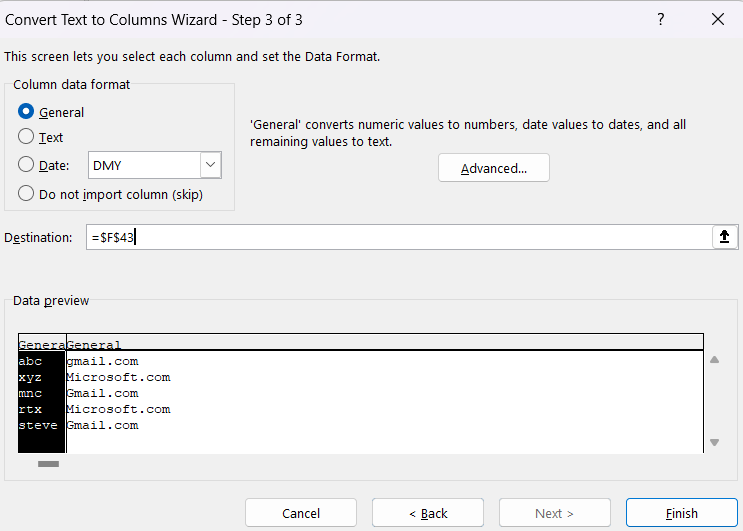 Convert Text to Columns Wizard - Step 3 of 3
?
This screen lets you select each column and set the Data Format.
Column data format
General
Text
Date: DMY
Do not import column (skip)
'General' converts numeric values to numbers, date values to dates, and all
remaining values to text.
Advanced...
Destination: =$F$43
Data preview
GeneraGeneral
abc gmail.com
xyz Microsoft.com
mnc Gmail.com
rtx Microsoft.com
steve Gmail.com
Cancel < Back Next > Finish